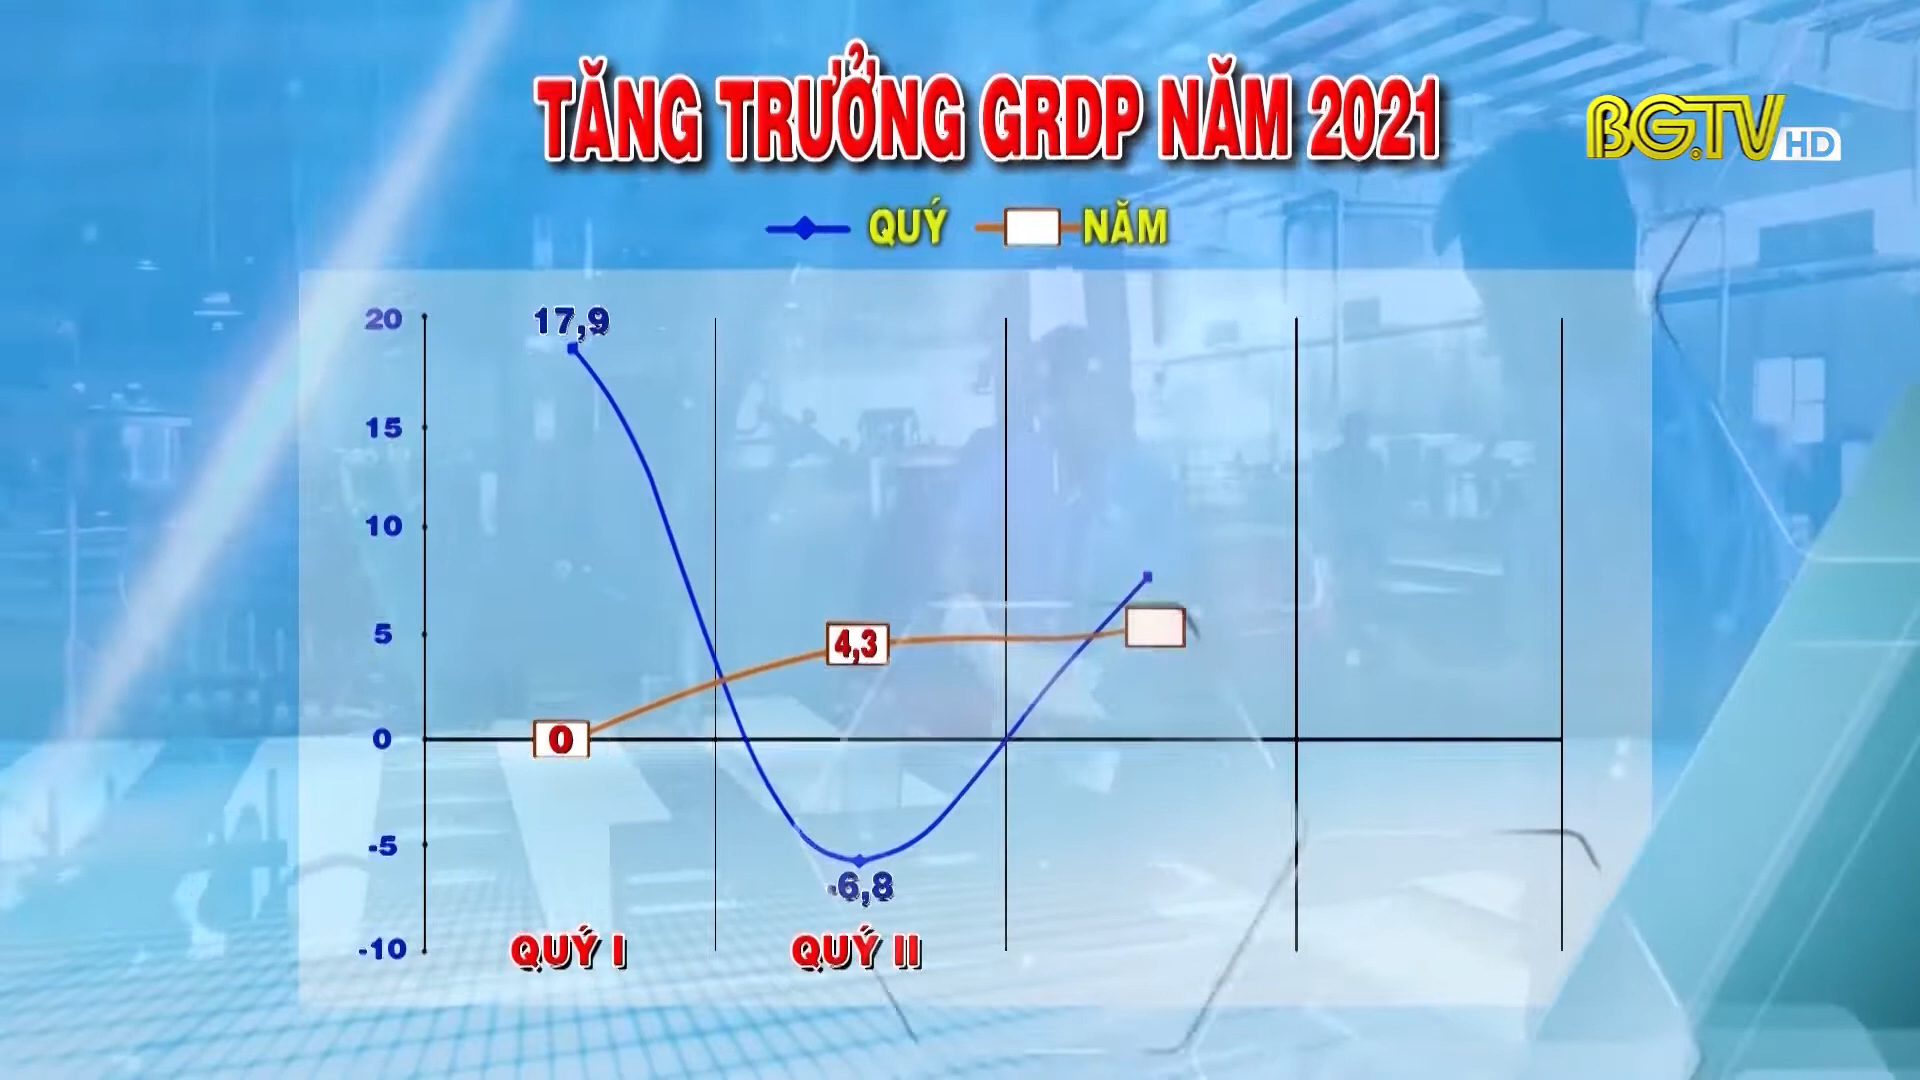 TĂNG TRƯỞNG GRDP NĂM 2021
BGTV HD
QUÝ NĂM
20
17,9
15
10
5
4,3
0
0
-5
-6,8
-10
QUÝ I
QUÝ II